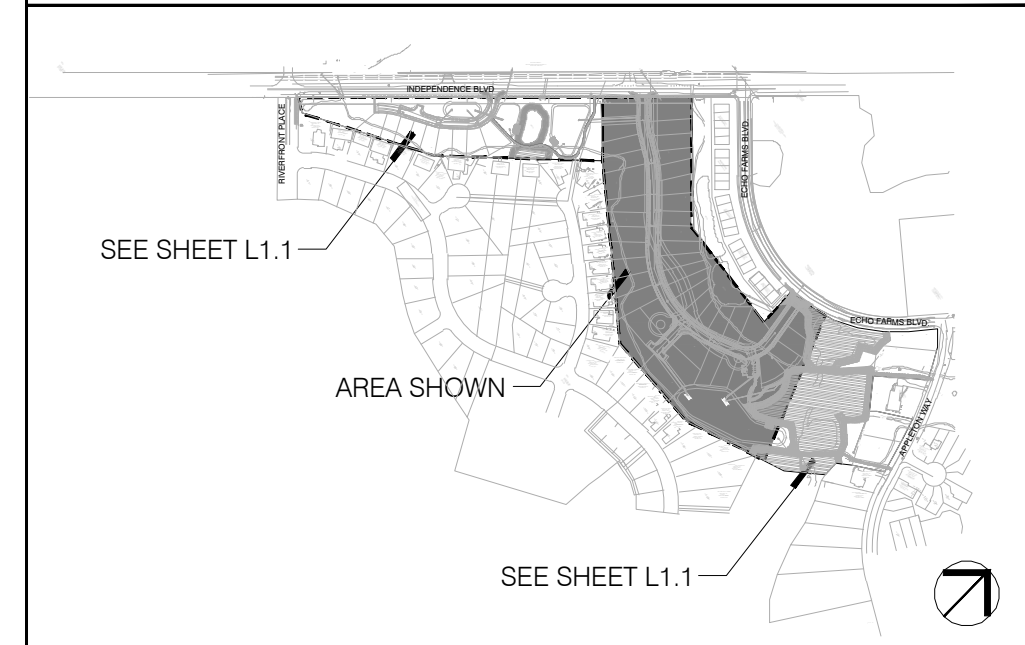 INDEPENDENCE BLVD
RIVERFRONT PLACE
ECHO FARMS BLVD.
SEE SHEET L1.1
ECHO FARMS BLVD
AREA SHOWN
APPLETON WAY
SEE SHEET L1.1